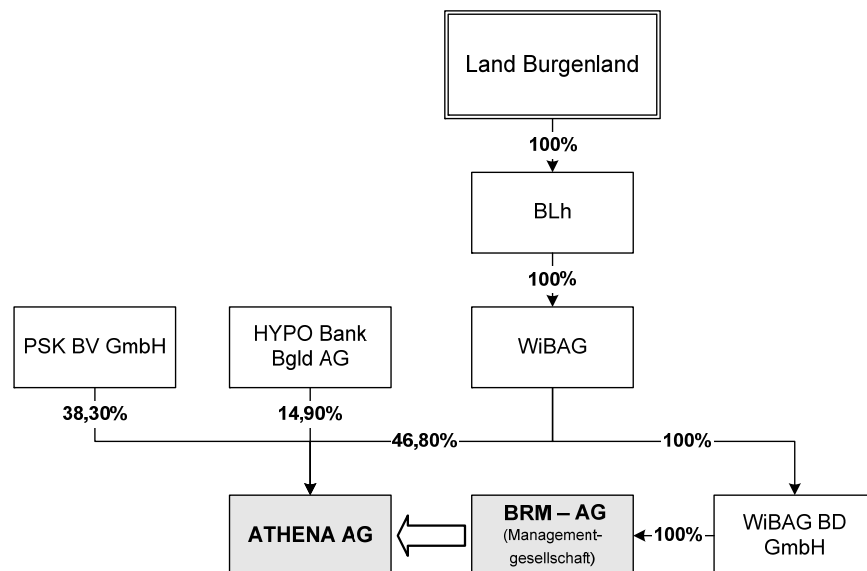 Land Burgenland
100%
BLh
100%
PSK BV GmbH
HYPO Bank
Bgld AG
WiBAG
38,30%
14,90%
46,80%
100%
ATHENA AG
BRM – AG
(Management-
gesellschaft)
100%
WiBAG BD
GmbH